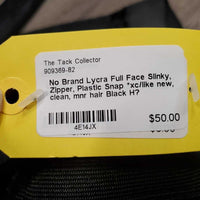 The Tack Collector
909369-82
No Brand Lycra Full Face Slinky,
Zipper, Plastic Snap *xc/like new,
clean, mnr hair Black H?
4E14JX
$50.00